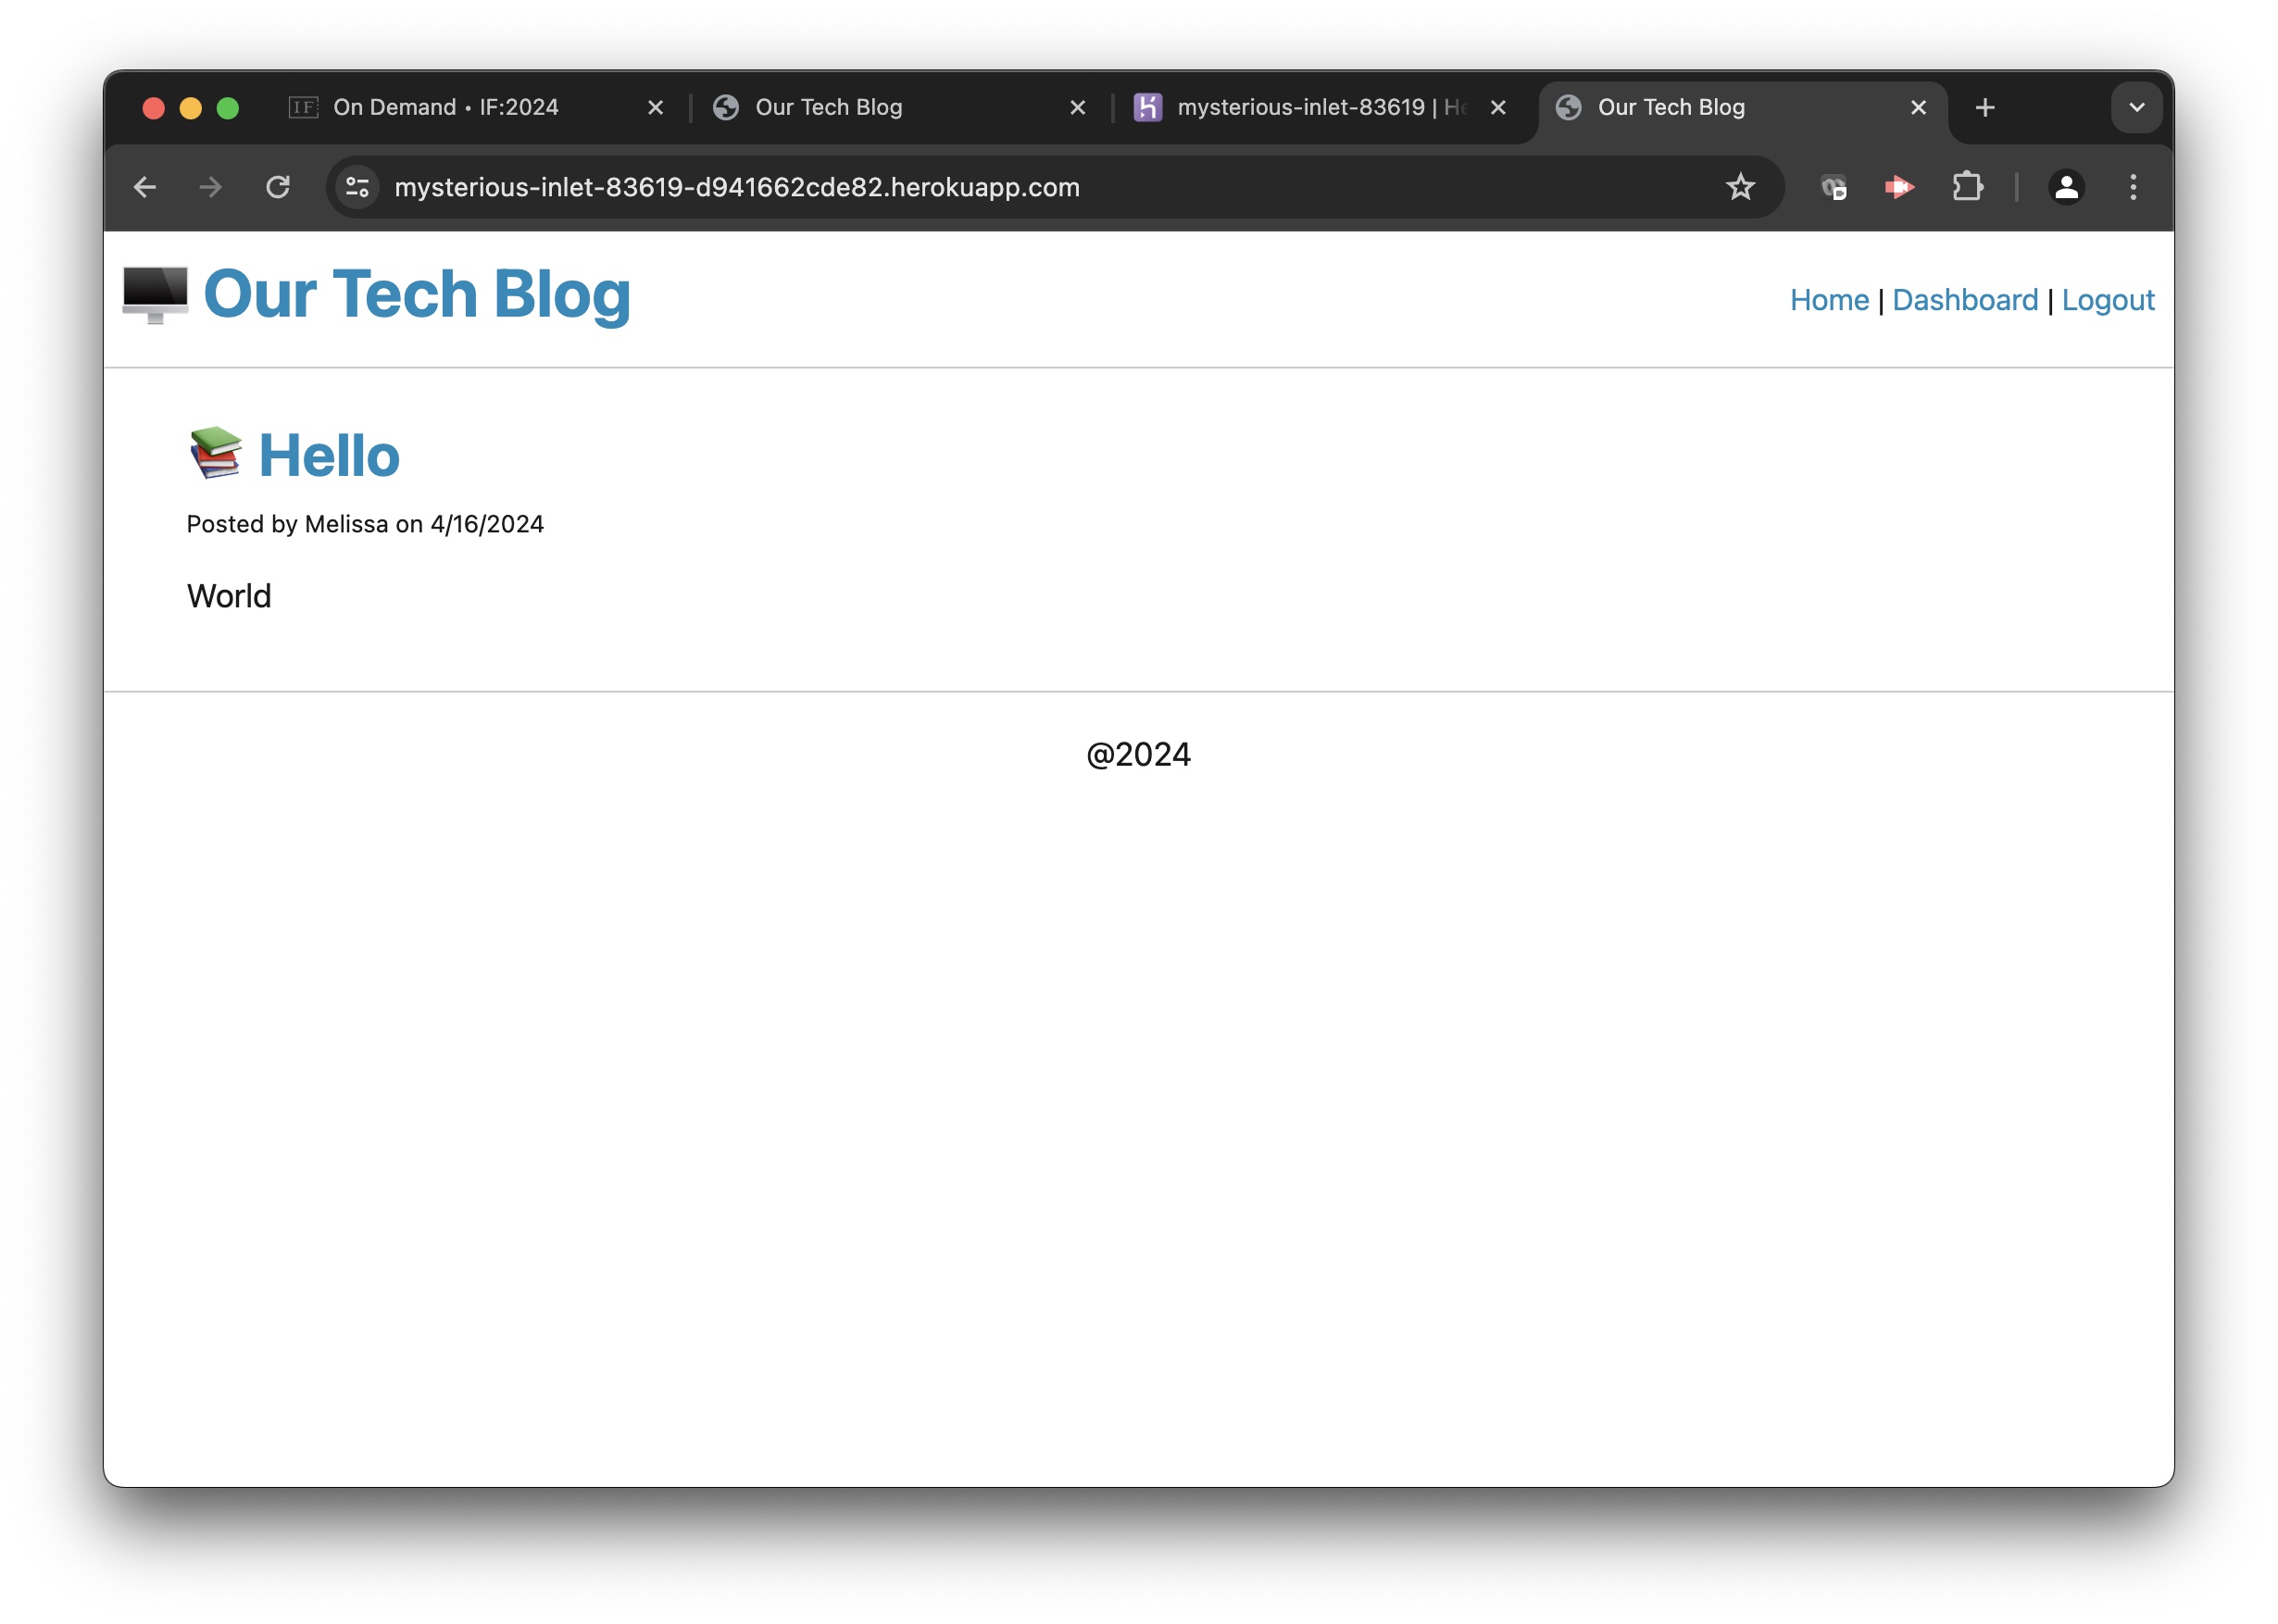 On Demand • IF:2024
Our Tech Blog
mysterious-inlet-83619 | He
Our Tech Blog
mysterious-inlet-83619-d941662cde82.herokuapp.com
Our Tech Blog
Home | Dashboard | Logout
Hello
Posted by Melissa on 4/16/2024
World
@2024